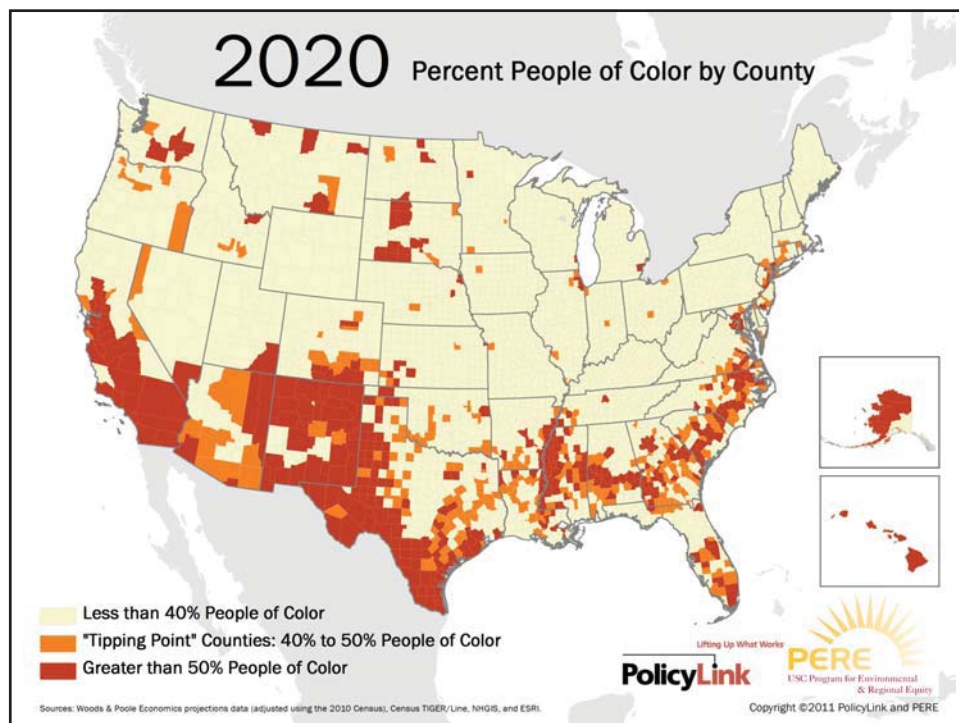 2020 Percent People of Color by County
Less than 40% People of Color
"Tipping Point" Counties: 40% to 50% People of Color
Greater than 50% People of Color
Lifting Up What Works
PolicyLink
PERE
USC Program for Environmental
& Regional Equity
Sources: Woods & Poole Economics projections data (adjusted using the 2010 Census), Census TIGER/Line, NHGIS, and ESRI.
Copyright ©2011 PolicyLink and PERE